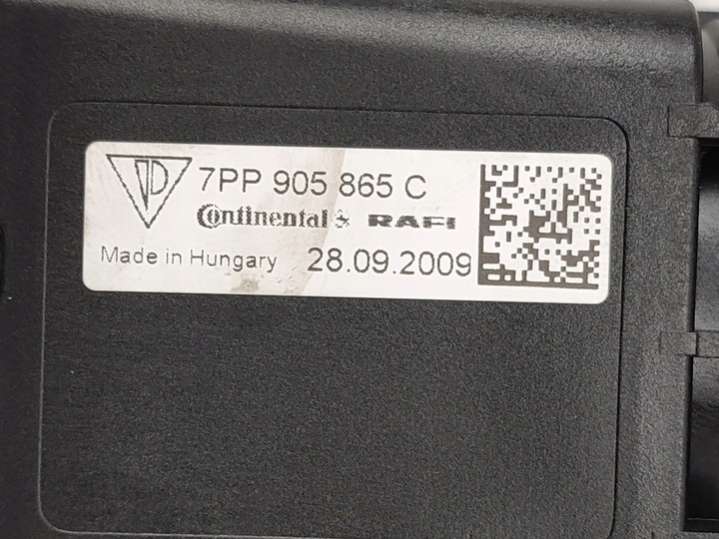 7PP 905 865 C
Continental RAFI
Made in Hungary 28.09.2009